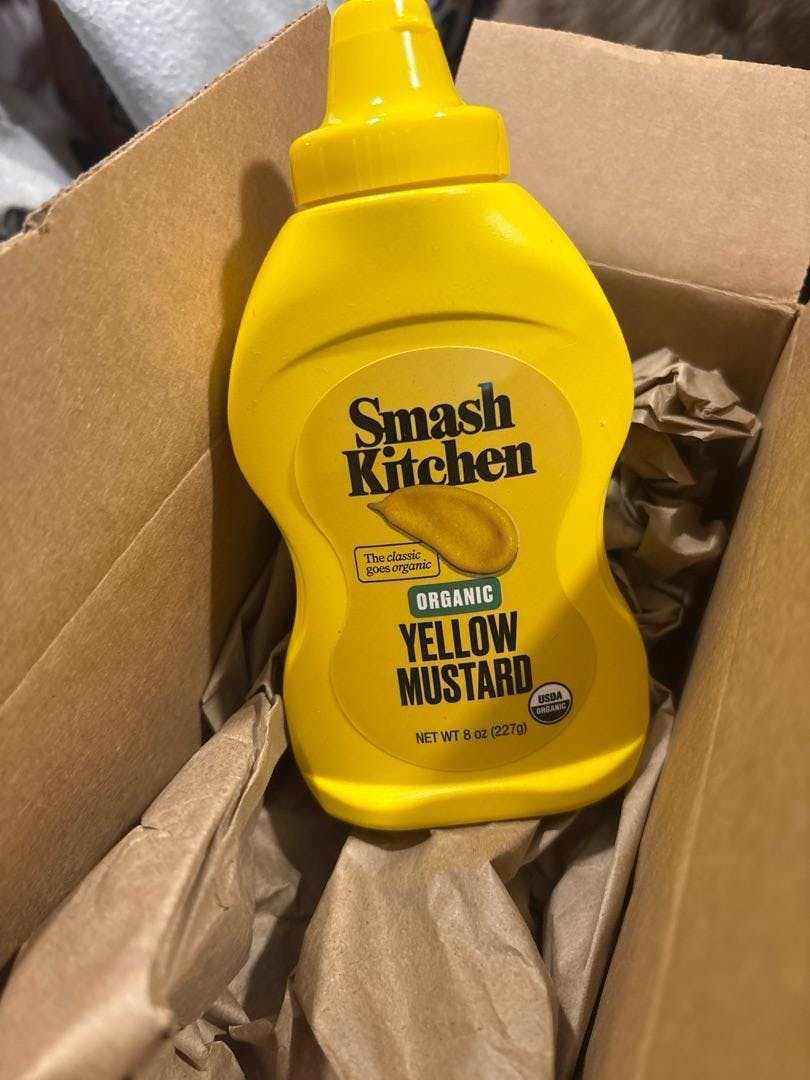 Smash
Kitchen
The classic
goes organic
ORGANIC
YELLOW
MUSTARD
USDA
ORGANIC
NET WT 8 oz (227g)